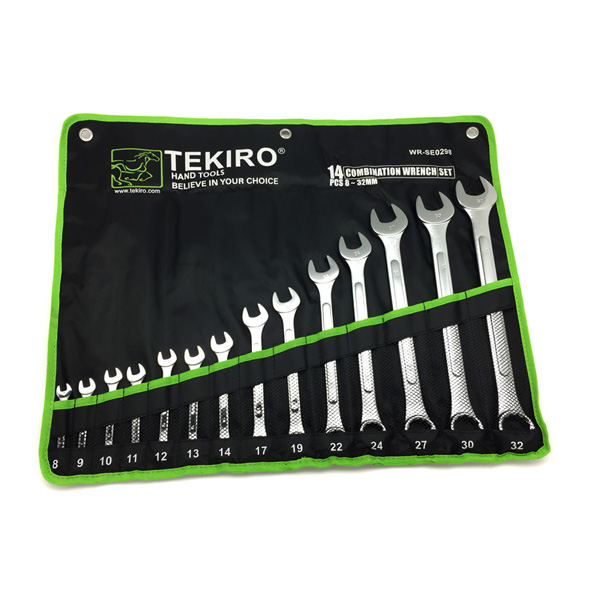 TEKIRO®
HAND TOOLS
BELIEVE IN YOUR CHOICE
www.tekiro.com
WR-SE0298
14 COMBINATION WRENCH SET
PCS 8 ~ 32MM
8 9 10 11 12 13 14 17 19 22 24 27 30 32